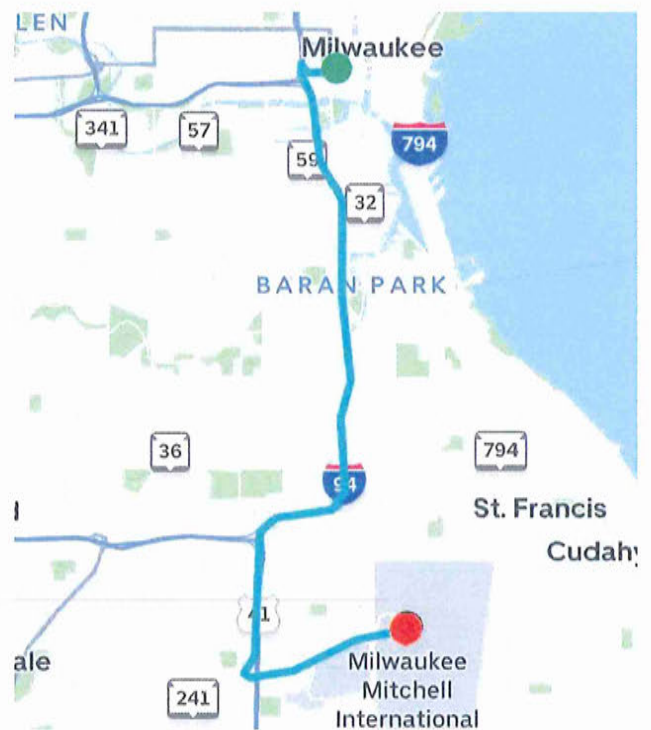 LEN
Milwaukee
341
57
59
794
32
BARAN PARK
36
794
94
St. Francis
Cudahy
41
ale
Milwaukee
Mitchell
International
241